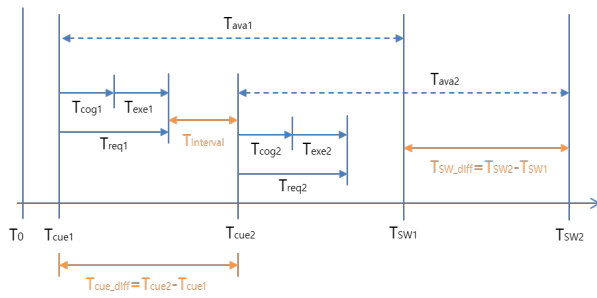 Tava1
Tava2
Tcog1 Texe1
Treq1
Tinterval
Tcog2 Texe2
Treq2
TSW_diff=TSW2-TSW1
T0 Tcue1 Tcue2 TSW1 TSW2
Tcue_diff=Tcue2-Tcue1